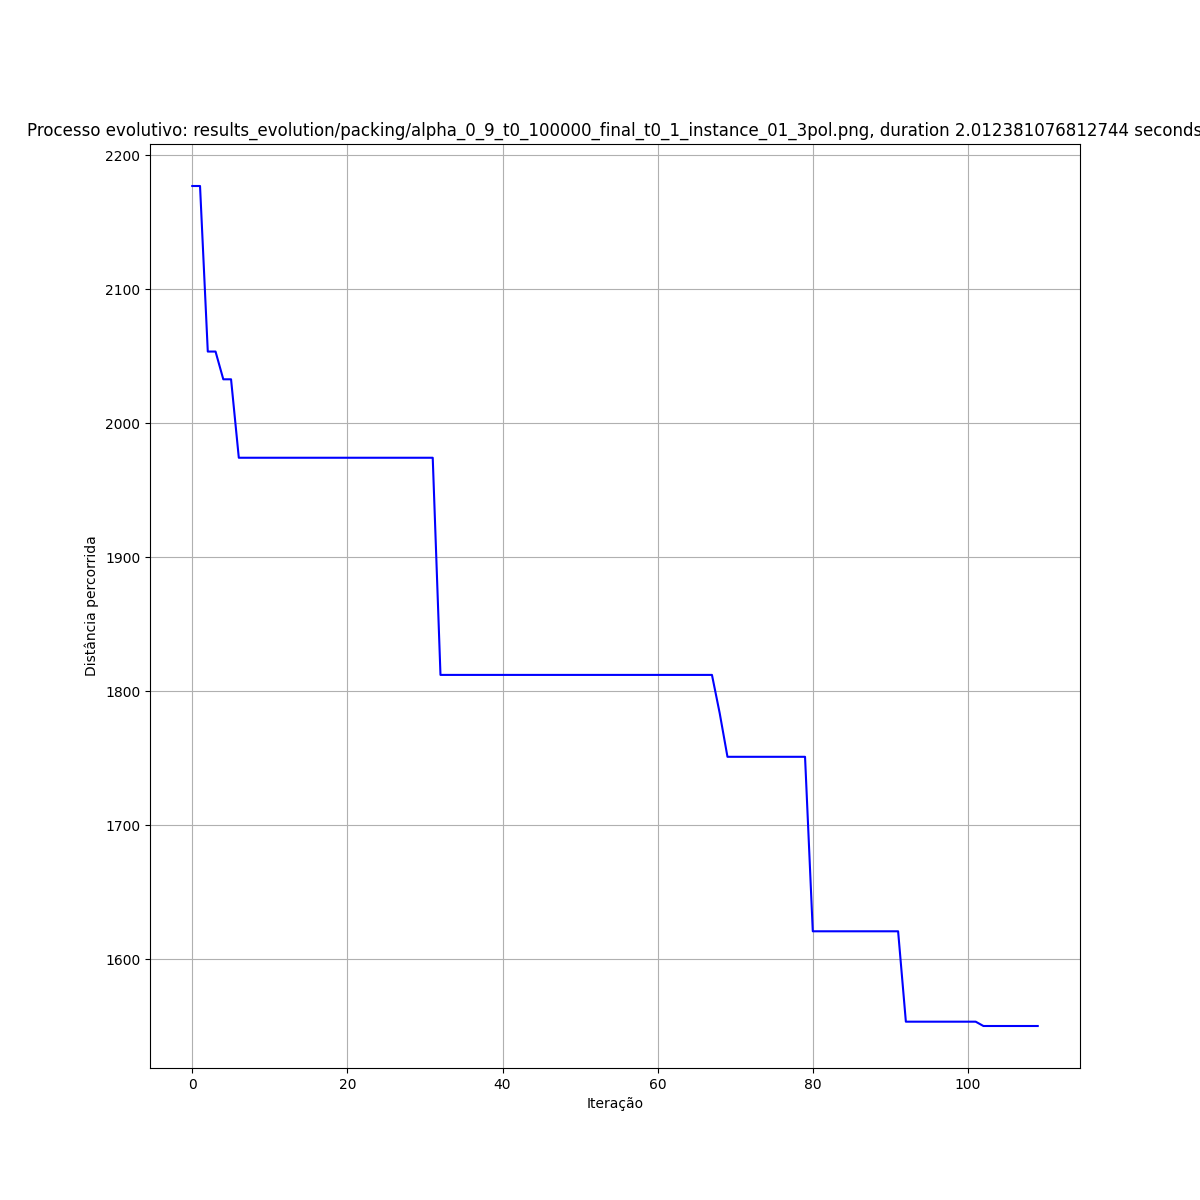 Processo evolutivo: results_evolution/packing/alpha_0_9_t0_100000_final_t0_1_instance_01_3pol.png, duration 2.012381076812744 seconds
2200
2100
2000
1900
1800
1700
1600
Distância percorrida
0 20 40 60 80 100
Iteração